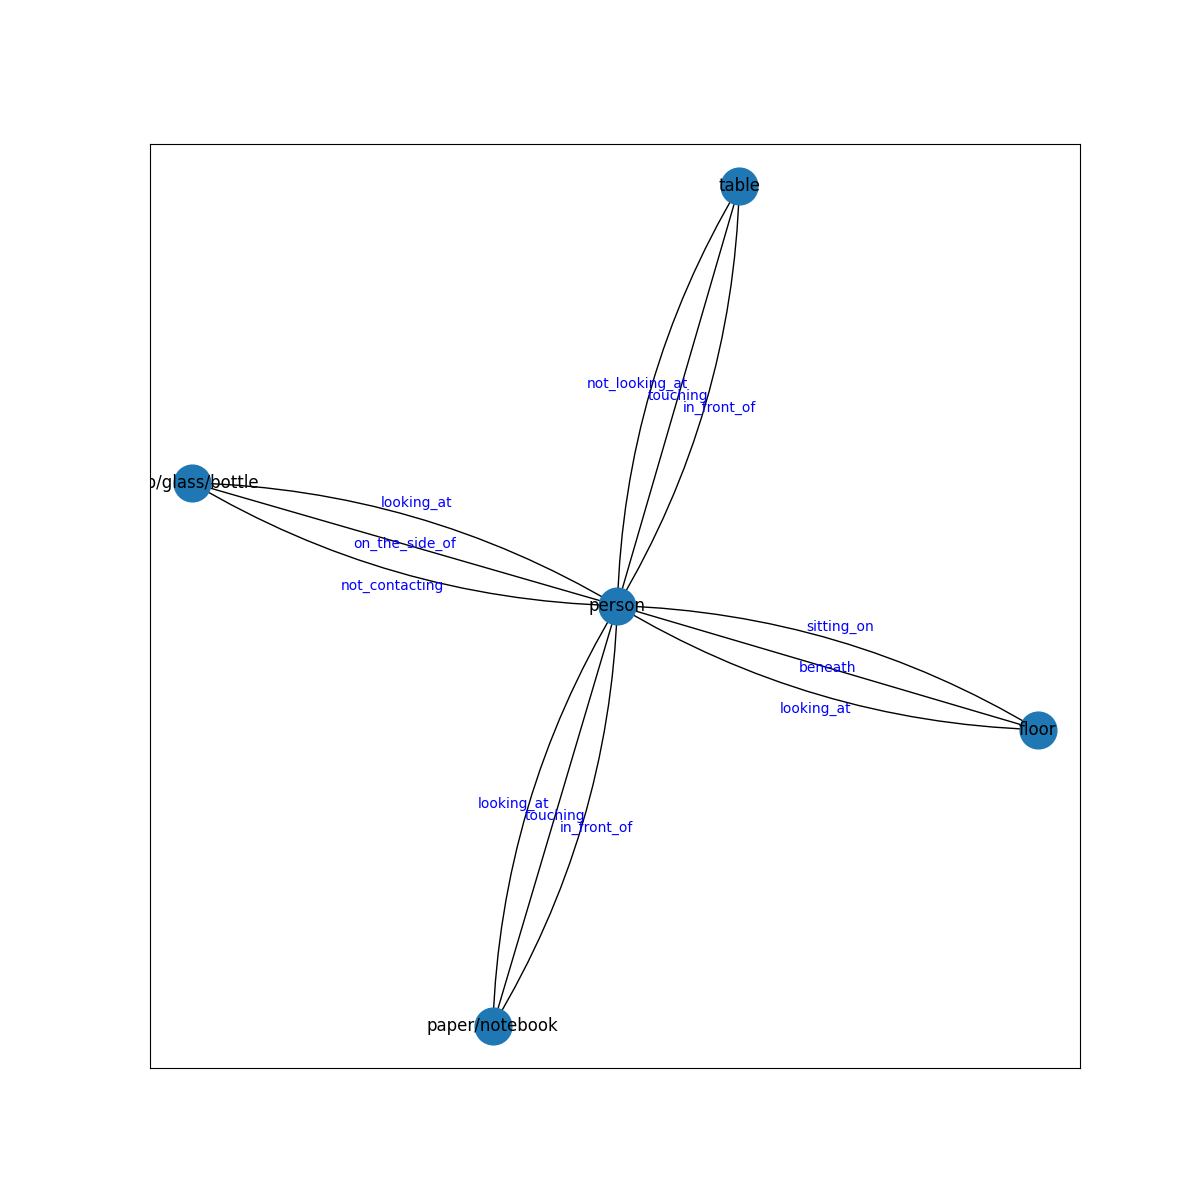 table
not_looking_at
touching
in_front_of
/glass/bottle
looking_at
on_the_side_of
not_contacting
person
sitting_on
beneath
looking_at
floor
looking_at
touching
in_front_of
paper/notebook